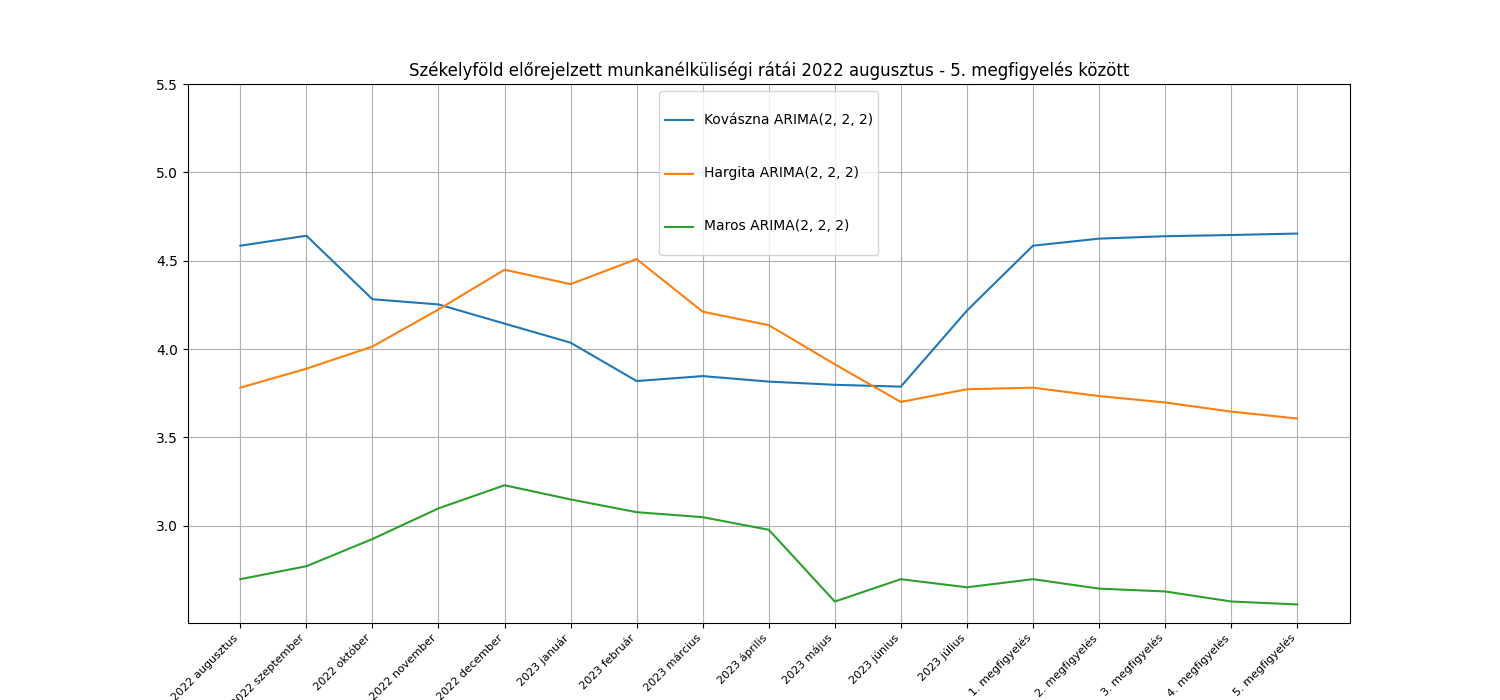 Székelyföld előrejelzett munkanélküliségi rátái 2022 augusztus - 5. megfigyelés között
5.5
5.0
4.5
4.0
3.5
3.0
Kovászna ARIMA(2, 2, 2)
Hargita ARIMA(2, 2, 2)
Maros ARIMA(2, 2, 2)
2022 augusztus
2022 szeptember
2022 október
2022 november
2022 december
2023 január
2023 február
2023 március
2023 április
2023 május
2023 június
2023 július
1. megfigyelés
2. megfigyelés
3. megfigyelés
4. megfigyelés
5. megfigyelés